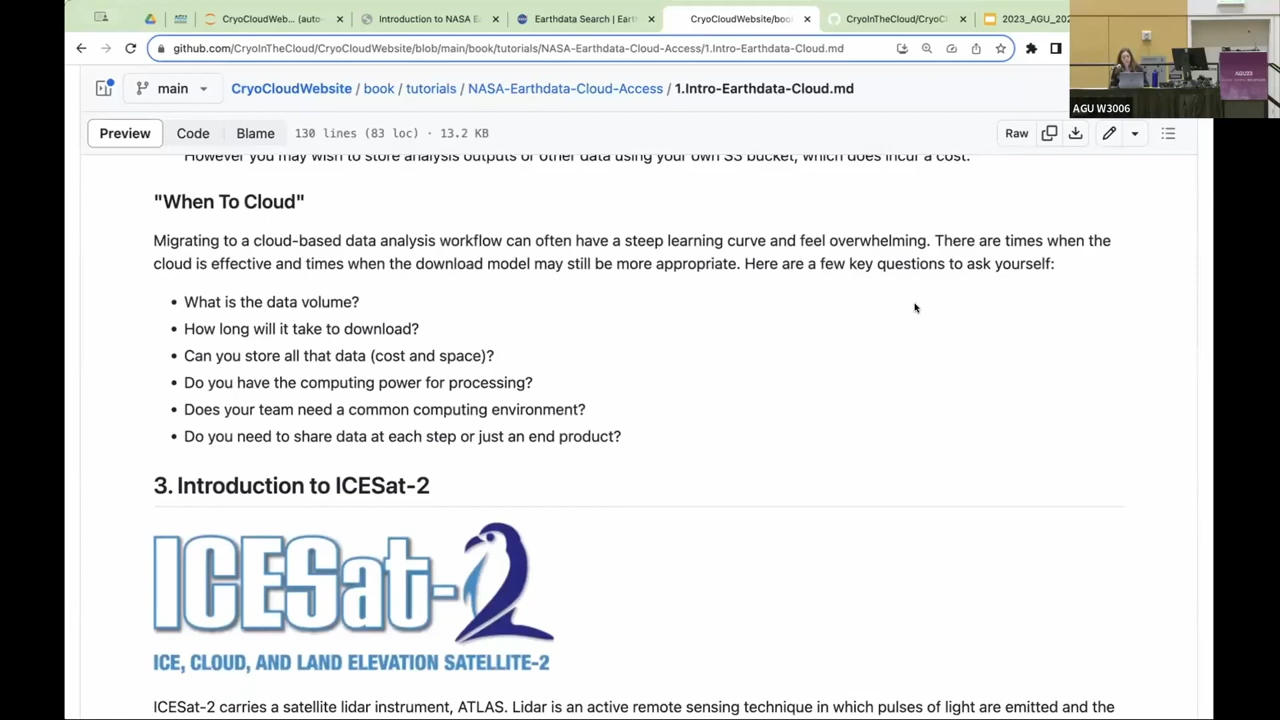 CryoCloudWeb... (auto-
Introduction to NASA E
Earthdata Search | Eart
CryoCloudWebsite/boo
CryoInTheCloud/CryoC
2023_AGU_202
github.com/CryoInTheCloud/CryoCloudWebsite/blob/main/book/tutorials/NASA-Earthdata-Cloud-Access/1.Intro-Earthdata-Cloud.md
AGU W3006
main
CryoCloudWebsite / book / tutorials / NASA-Earthdata-Cloud-Access / 1.Intro-Earthdata-Cloud.md
Preview Code Blame 130 lines (83 loc) · 13.2 KB Raw
However you may wish to store analysis outputs or other data using your own S3 bucket, which does incur a cost.
"When To Cloud"
Migrating to a cloud-based data analysis workflow can often have a steep learning curve and feel overwhelming. There are times when the
cloud is effective and times when the download model may still be more appropriate. Here are a few key questions to ask yourself:
• What is the data volume?
• How long will it take to download?
• Can you store all that data (cost and space)?
• Do you have the computing power for processing?
• Does your team need a common computing environment?
• Do you need to share data at each step or just an end product?
3. Introduction to ICESat-2
ICESat-2
ICE, CLOUD, AND LAND ELEVATION SATELLITE-2
ICESat-2 carries a satellite lidar instrument, ATLAS. Lidar is an active remote sensing technique in which pulses of light are emitted and the